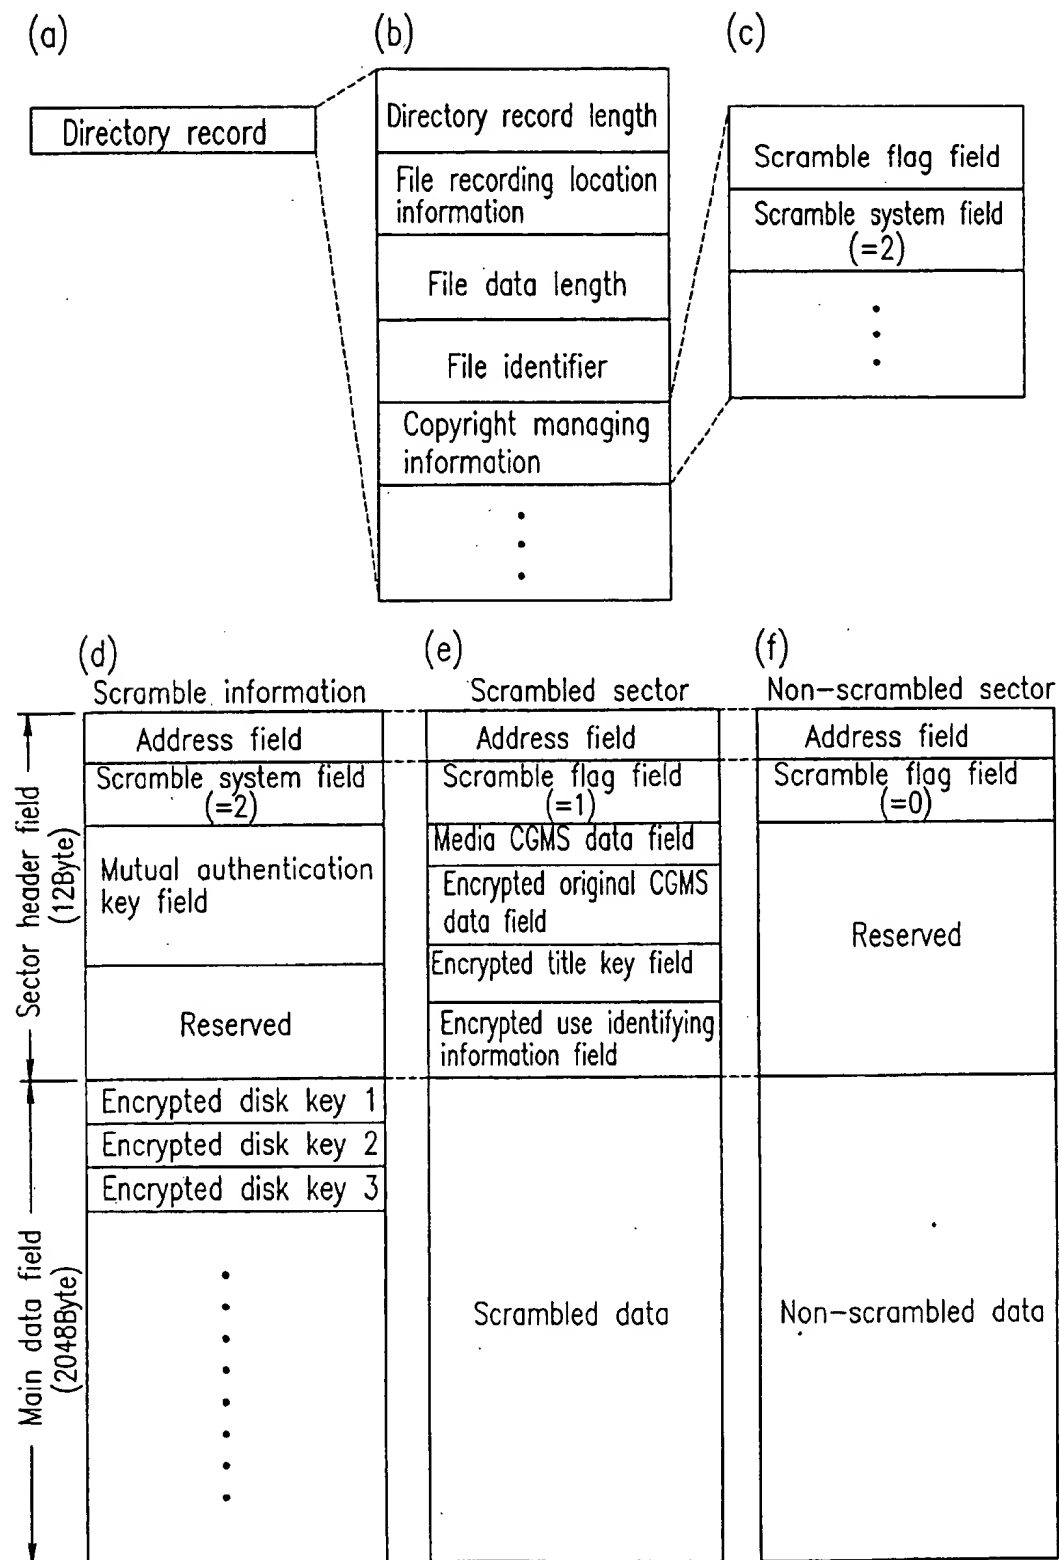 (a)
Directory record
(b)
Directory record length
File recording location
information
File data length
File identifier
Copyright managing
information
(c)
Scramble flag field
Scramble system field
(=2)
(d)
Scramble information
Address field
Scramble system field
(=2)
Mutual authentication
key field
Reserved
Encrypted disk key 1
Encrypted disk key 2
Encrypted disk key 3
(e)
Scrambled sector
Address field
Scramble flag field
(=1)
Media CGMS data field
Encrypted original CGMS
data field
Encrypted title key field
Encrypted use identifying
information field
Scrambled data
(f)
Non-scrambled sector
Address field
Scramble flag field
(=0)
Reserved
Non-scrambled data
Sector header field
(12Byte)
Main data field
(2048Byte)